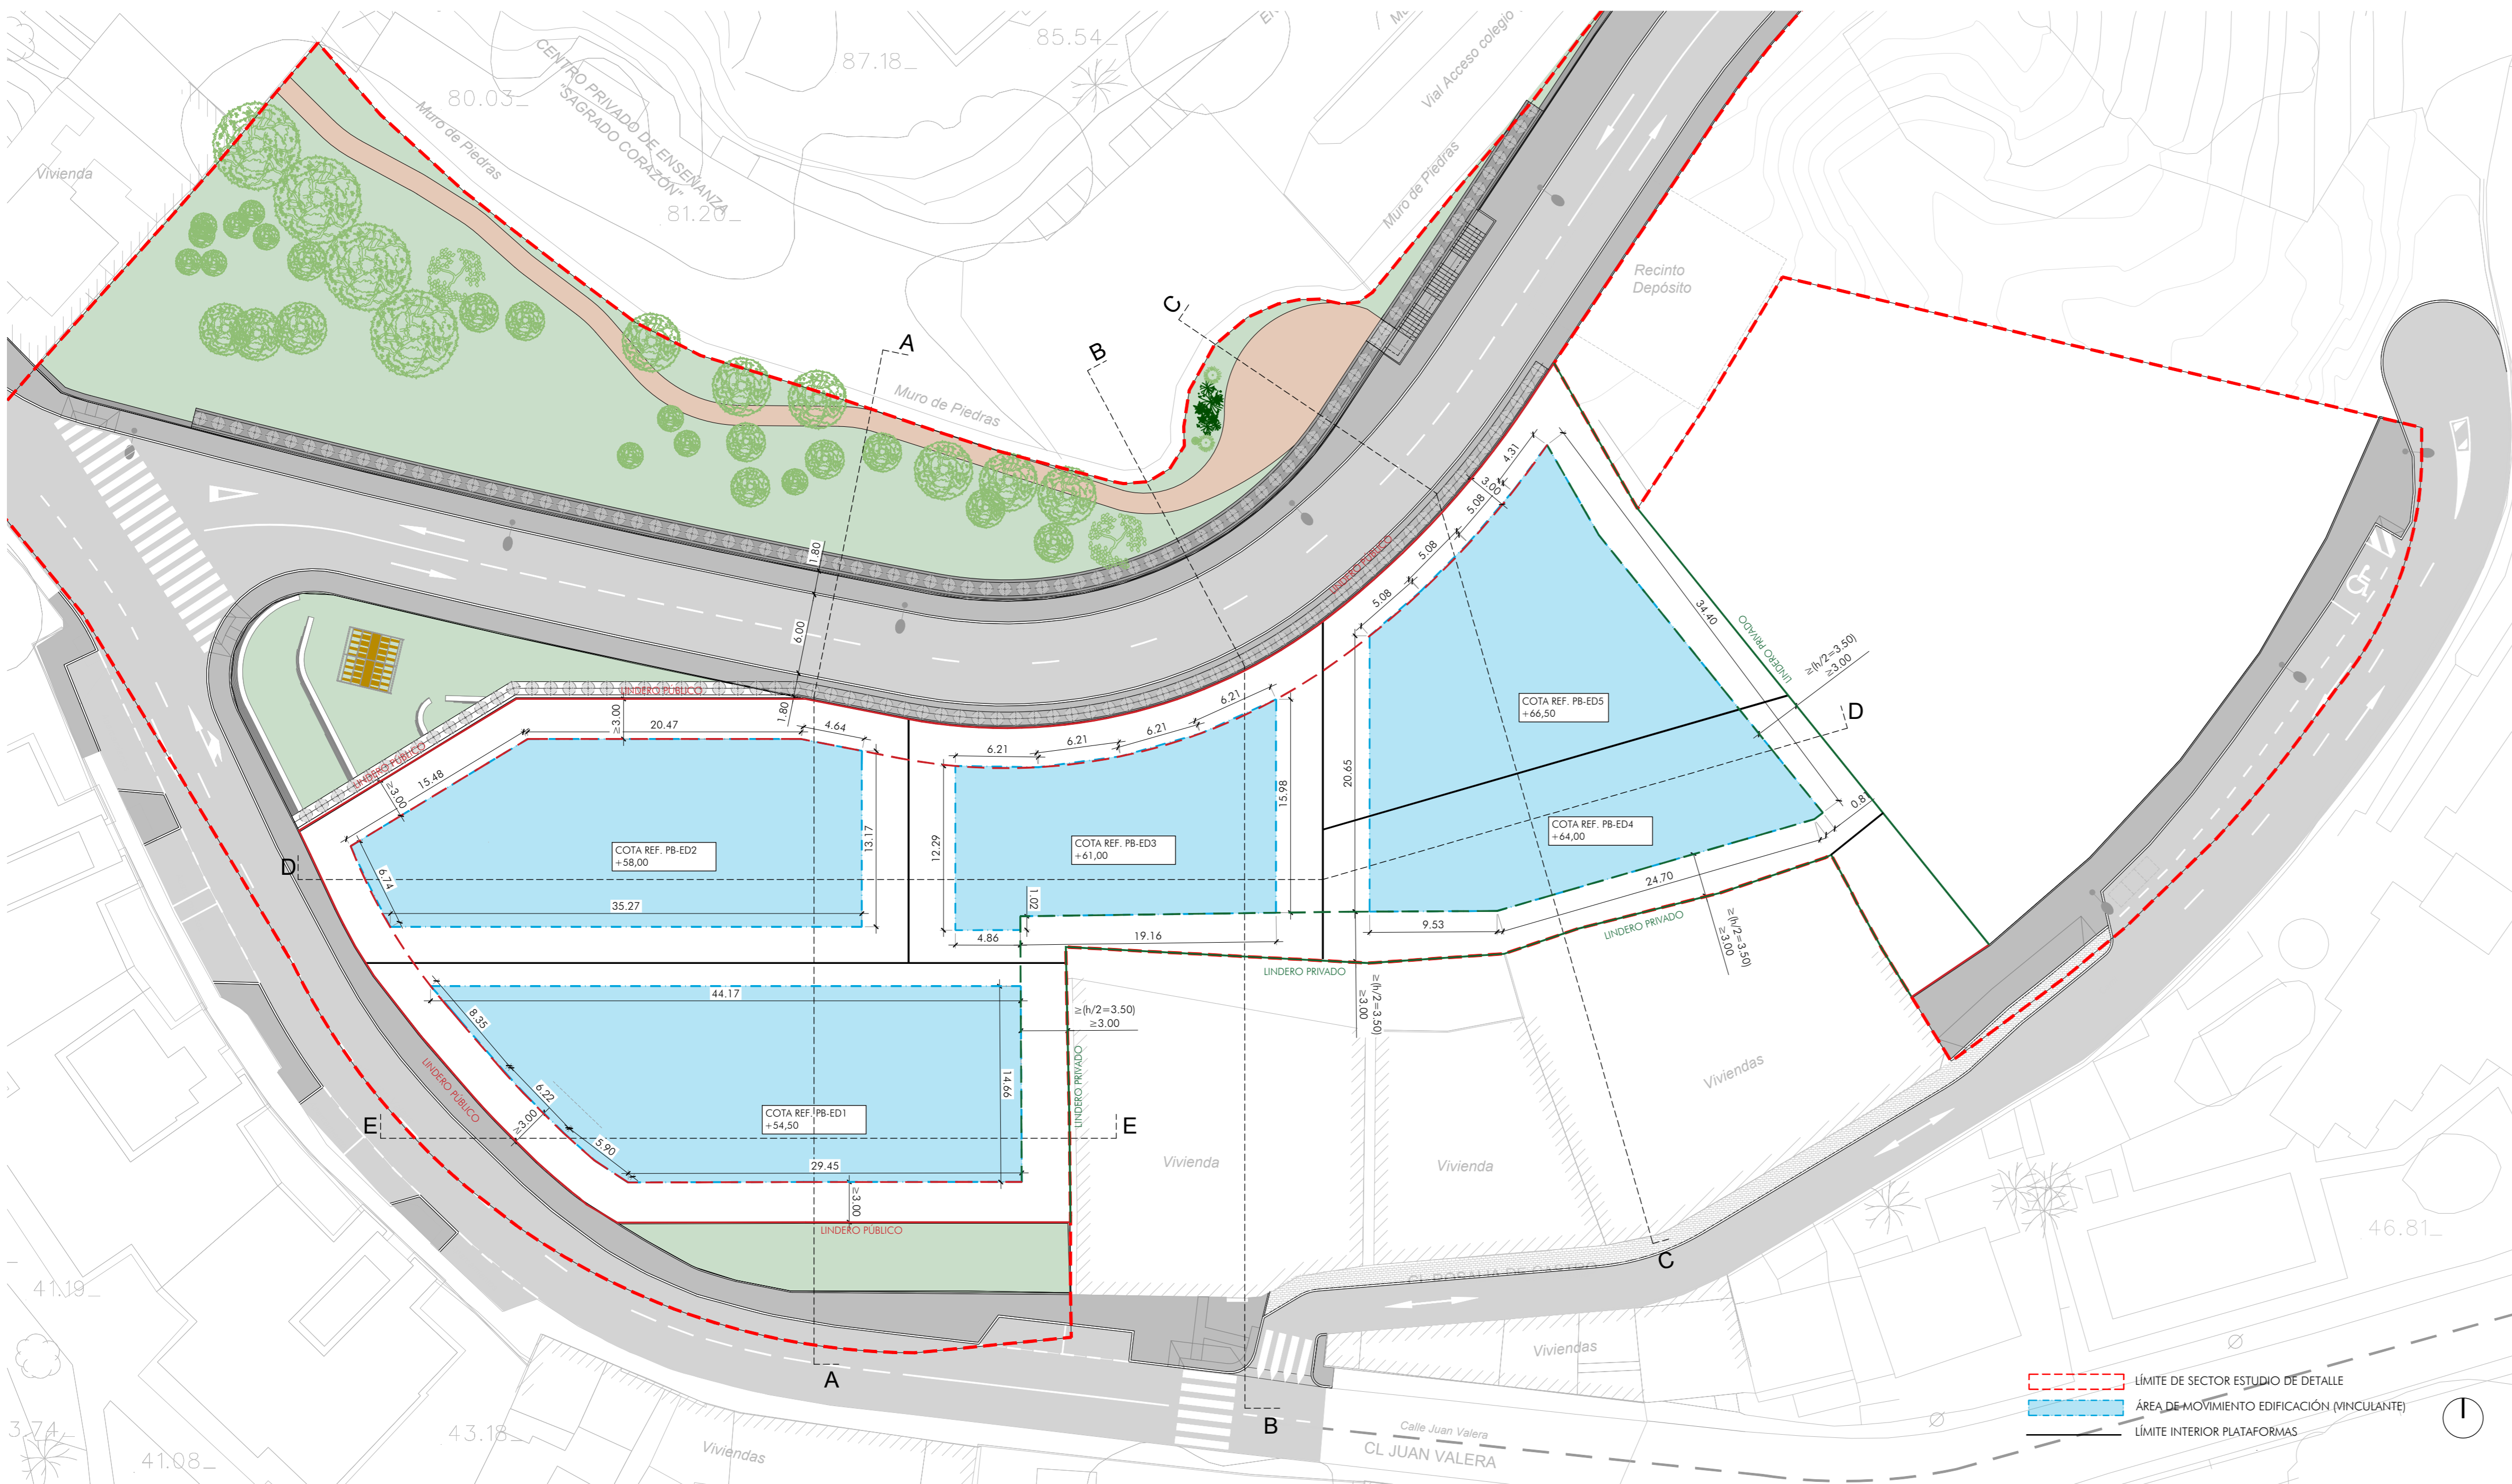 85.54
87.18
80.03
CENTRO PRIVADO DE ENSEÑANZA
"SAGRADO CORAZÓN"
81.20
Muro de Piedras
Vivienda
Vial Acceso colegio
Muro de Piedras
Recinto
Depósito
A
B
C
Muro de Piedras
1.80
6.00
1.80
LINDERO PÚBLICO
LINDERO PÚBLICO
LINDERO PÚBLICO
4.31
3.00
5.08
5.08
5.08
34.40
LINDERO PRIVADO
≥(h/2=3.50)
≥3.00
≥3.00
20.47
4.64
15.48
≥3.00
6.21
6.21
6.21
6.21
COTA REF. PB-ED5
+66,50
D
20.65
15.98
12.29
13.17
COTA REF. PB-ED2
+58,00
COTA REF. PB-ED3
+61,00
COTA REF. PB-ED4
+64,00
D
6.74
35.27
1.02
4.86
19.16
9.53
24.70
LINDERO PRIVADO
LINDERO PRIVADO
≥(h/2=3.50)
≥3.00
≥(h/2=3.50)
≥3.00
44.17
≥(h/2=3.50)
≥3.00
8.35
6.22
≥3.00
5.90
14.66
LINDERO PÚBLICO
LINDERO PRIVADO
COTA REF. PB-ED1
+54,50
E
E
29.45
≥3.00
LINDERO PÚBLICO
Vivienda
Vivienda
Viviendas
46.81
41.19
C
CL ROSALIA DE CASTRO
Viviendas
A
B
43.18
41.08
3.74
Viviendas
Calle Juan Valera
CL JUAN VALERA
LÍMITE DE SECTOR ESTUDIO DE DETALLE
ÁREA DE MOVIMIENTO EDIFICACIÓN (VINCULANTE)
LÍMITE INTERIOR PLATAFORMAS